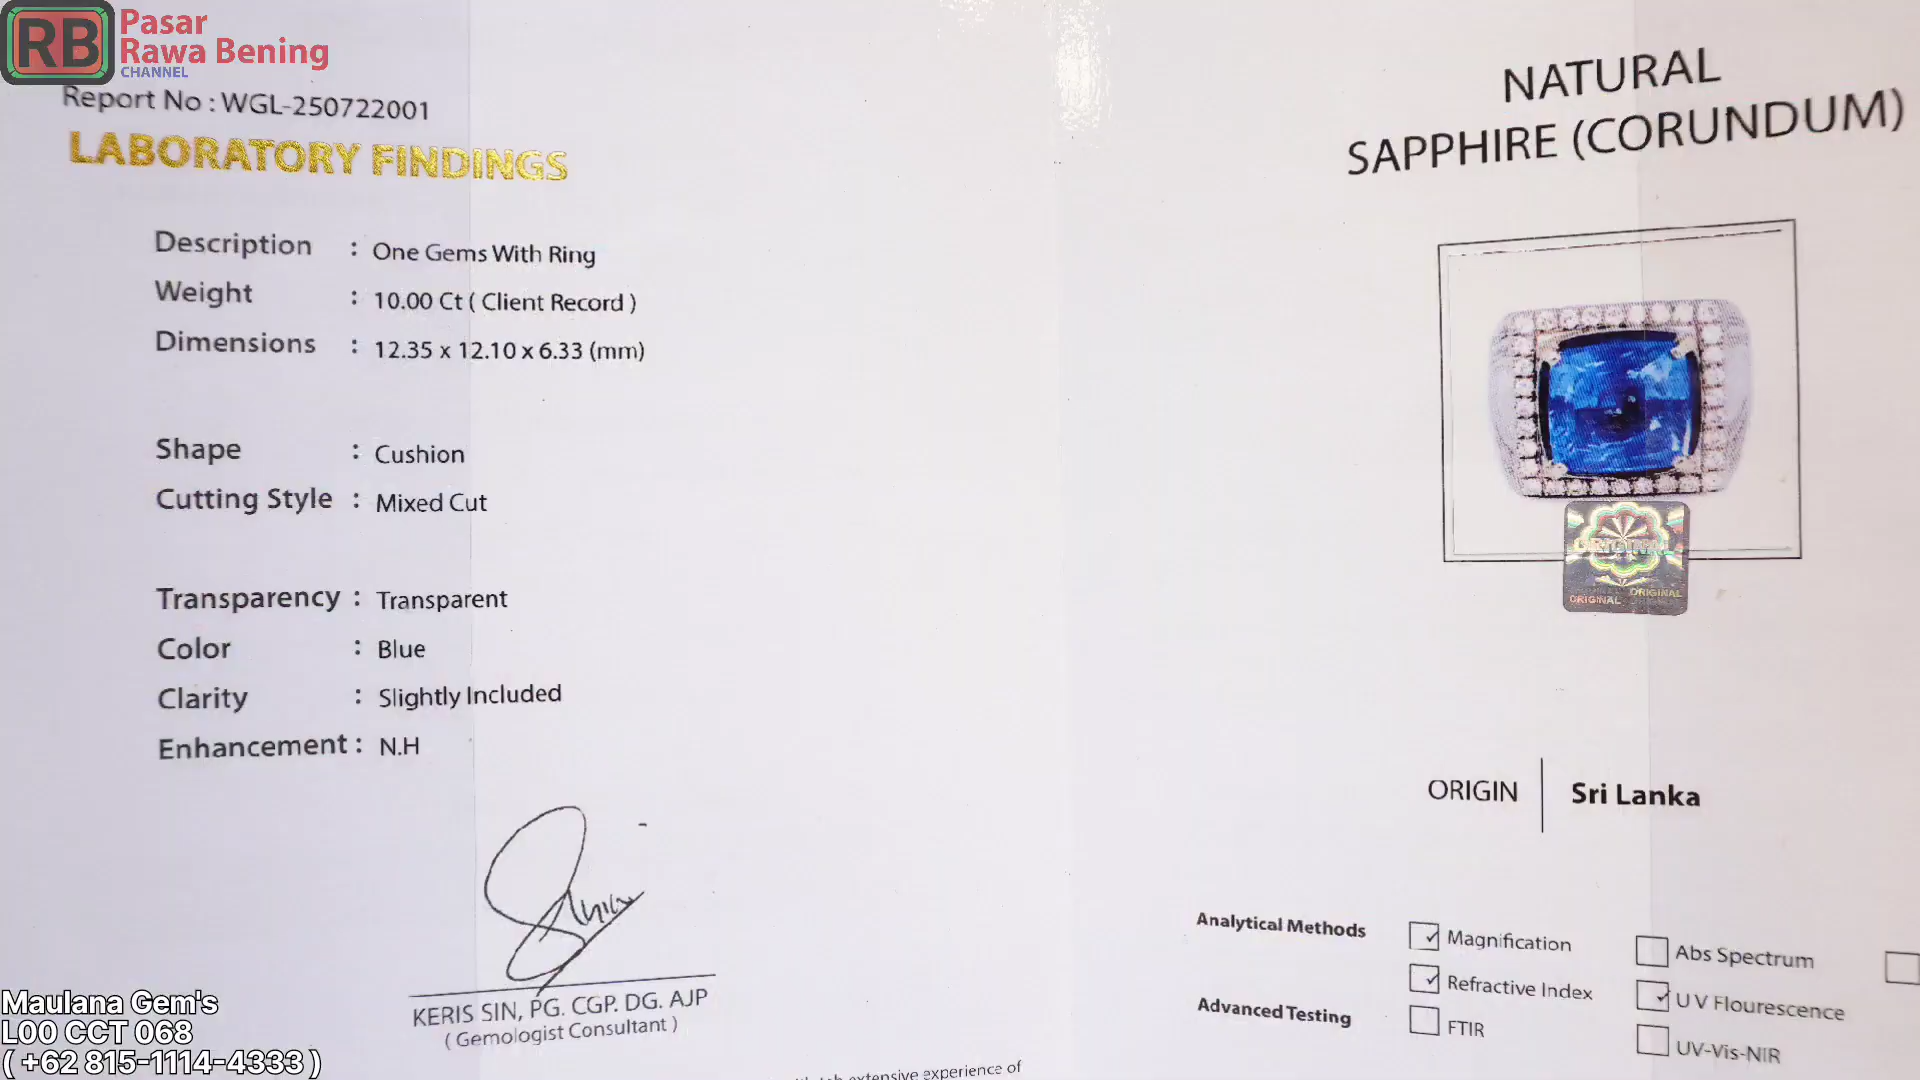 RB
Pasar
Rawa Bening
CHANNEL
Report No : WGL-250722001
LABORATORY FINDINGS
Description : One Gems With Ring
Weight : 10.00 Ct ( Client Record )
Dimensions : 12.35 x 12.10 x 6.33 (mm)
Shape : Cushion
Cutting Style : Mixed Cut
Transparency : Transparent
Color : Blue
Clarity : Slightly Included
Enhancement : N.H
KERIS SIN, PG. CGP. DG. AJP
( Gemologist Consultant )
NATURAL
SAPPHIRE (CORUNDUM)
ORIGINAL
ORIGINAL ORIGINAL
ORIGIN | Sri Lanka
Analytical Methods
Magnification
Abs Spectrum
Refractive Index
U V Flourescence
Advanced Testing
FTIR
UV-Vis-NIR
extensive experience of
Maulana Gem's
L00 CCT 068
( +62 815-1114-4333 )